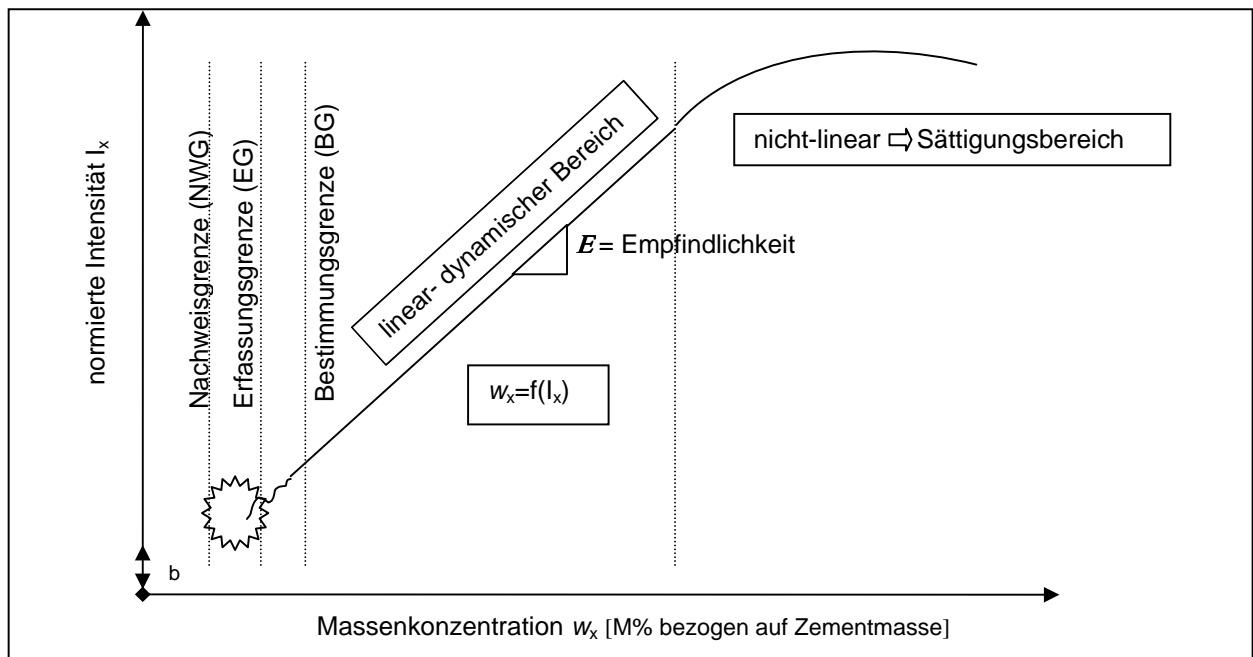 normierte Intensität Iₓ
Nachweisgrenze (NWG)
Erfassungsgrenze (EG)
Bestimmungsgrenze (BG)
linear- dynamischer Bereich
nicht-linear ⇨ Sättigungsbereich
E = Empfindlichkeit
wₓ=f(Iₓ)
b
Massenkonzentration wₓ [M% bezogen auf Zementmasse]